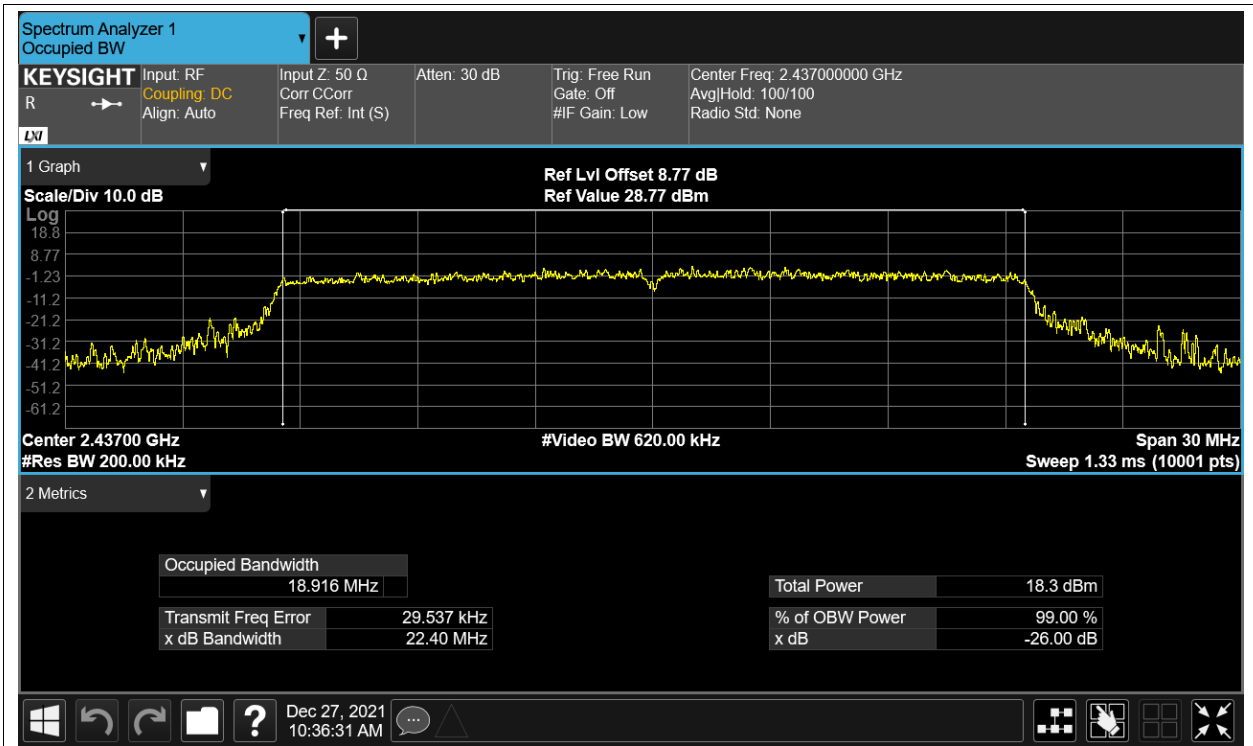 Spectrum Analyzer 1
Occupied BW
KEYSIGHT Input: RF Input Z: 50 Ω Atten: 30 dB Trig: Free Run Center Freq: 2.437000000 GHz
R Coupling: DC Corr CCorr Gate: Off Avg|Hold: 100/100
Align: Auto Freq Ref: Int (S) #IF Gain: Low Radio Std: None
LXI
1 Graph
Ref Lvl Offset 8.77 dB
Scale/Div 10.0 dB Ref Value 28.77 dBm
Log
18.8
8.77
-1.23
-11.2
-21.2
-31.2
-41.2
-51.2
-61.2
Center 2.43700 GHz #Video BW 620.00 kHz Span 30 MHz
#Res BW 200.00 kHz Sweep 1.33 ms (10001 pts)
2 Metrics
Occupied Bandwidth
18.916 MHz Total Power 18.3 dBm
Transmit Freq Error 29.537 kHz % of OBW Power 99.00 %
x dB Bandwidth 22.40 MHz x dB -26.00 dB
? Dec 27, 2021
10:36:31 AM